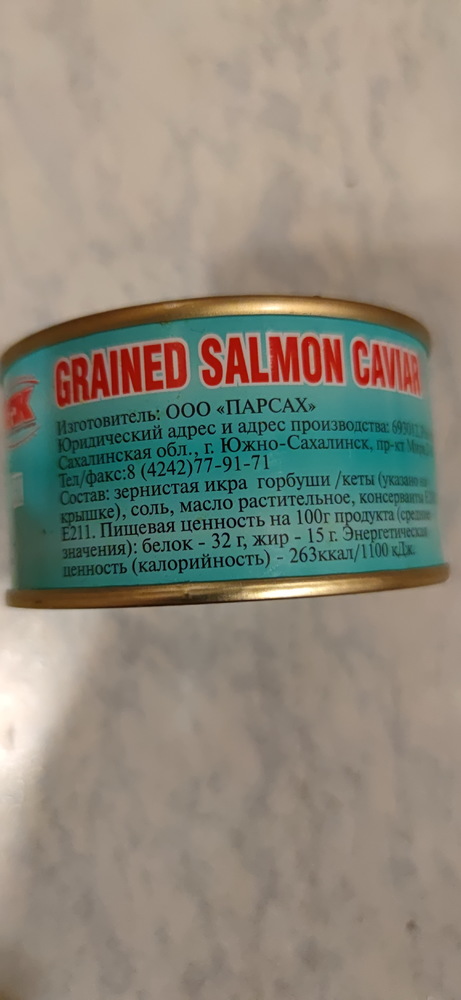 GRAINED SALMON CAVIAR
Изготовитель: ООО «ПАРСАХ»
Юридический адрес и адрес производства:
Сахалинская обл., г. Южно-Сахалинск, пр-кт
Тел/факс:8 (4242)77-91-71
Состав: зернистая икра горбуши /кеты (указано на
крышке), соль, масло растительное, консерванты
Е211. Пищевая ценность на 100г продукта (средние
значения): белок - 32 г, жир - 15 г. Энергетическая
ценность (калорийность) - 263ккал/1100 кДж.